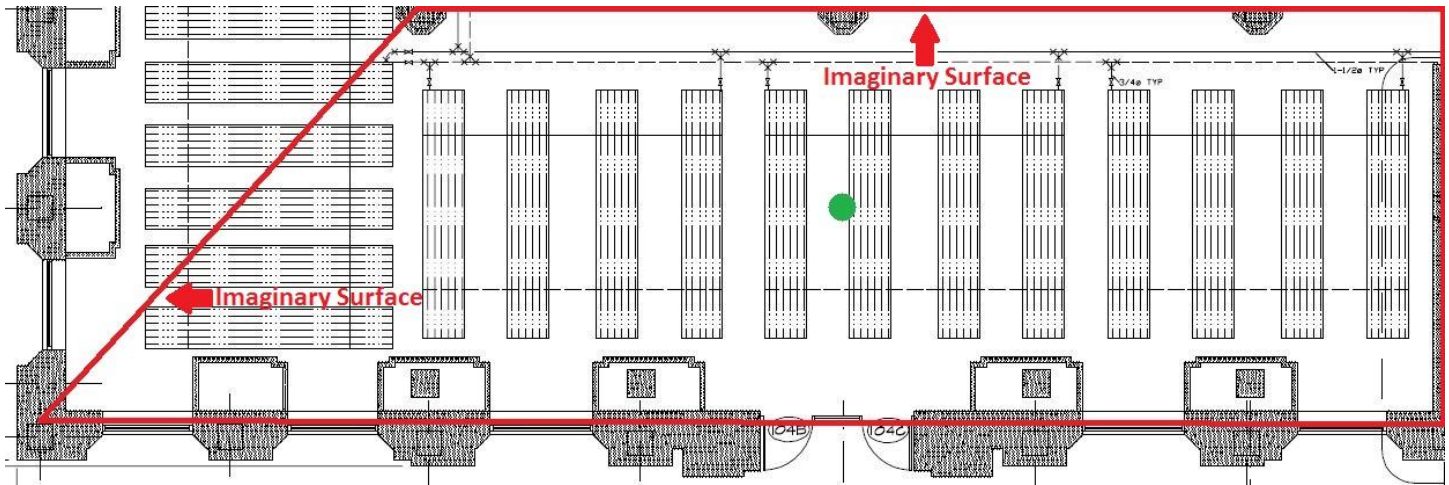 1-1/2ø TYP
Imaginary Surface
3/4ø TYP
Imaginary Surface
104B
104C